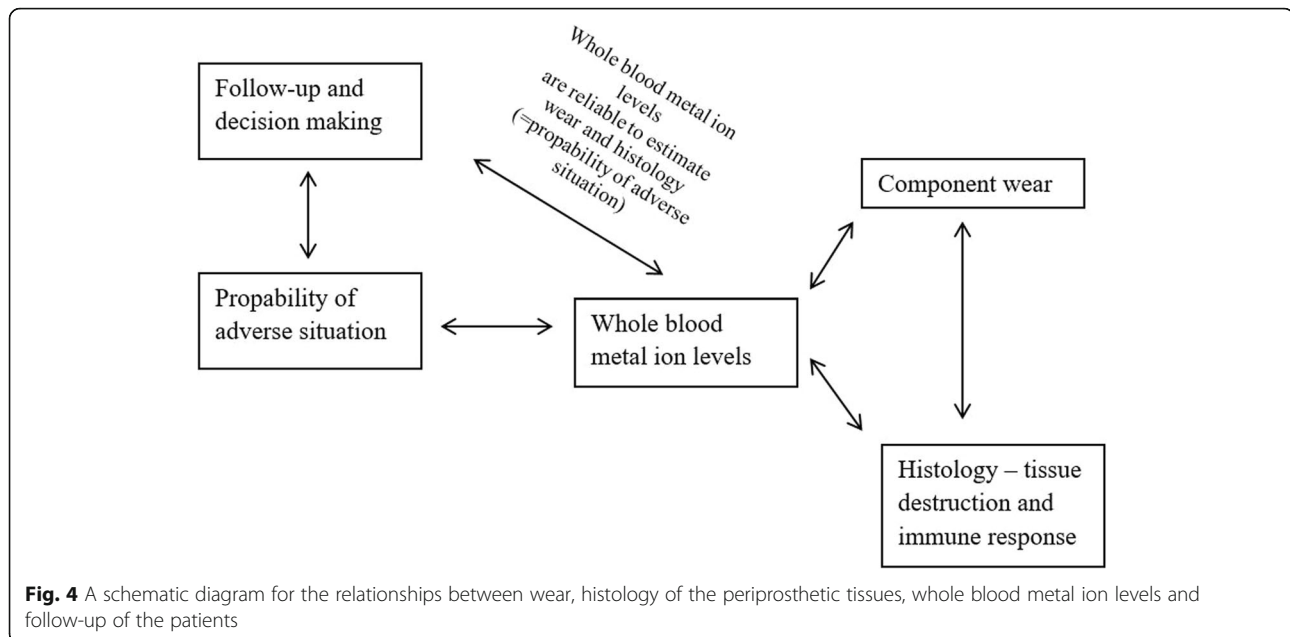 Follow-up and
decision making
Whole blood metal ion
levels
are reliable to estimate
wear and histology
(=propability of adverse
situation)
Component wear
Propability of
adverse situation
Whole blood
metal ion levels
Histology – tissue
destruction and
immune response
Fig. 4 A schematic diagram for the relationships between wear, histology of the periprosthetic tissues, whole blood metal ion levels and
follow-up of the patients